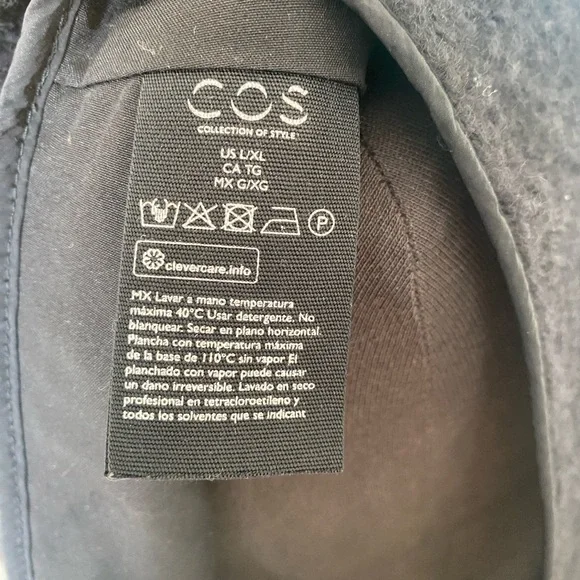 COS
COLLECTION OF STYLE
US L/XL
CA TG
MX G/XG
P
clevercare.info
MX Lavar a mano temperatura
máxima 40°C Usar detergente. No
blanquear. Secar en plano horizontal.
Plancha con temperatura máxima
de la base de 110°C sin vapor El
planchado con vapor puede causar
un dano irreversible. Lavado en seco
profesional en tetracloroetileno y
todos los solventes que se indicant